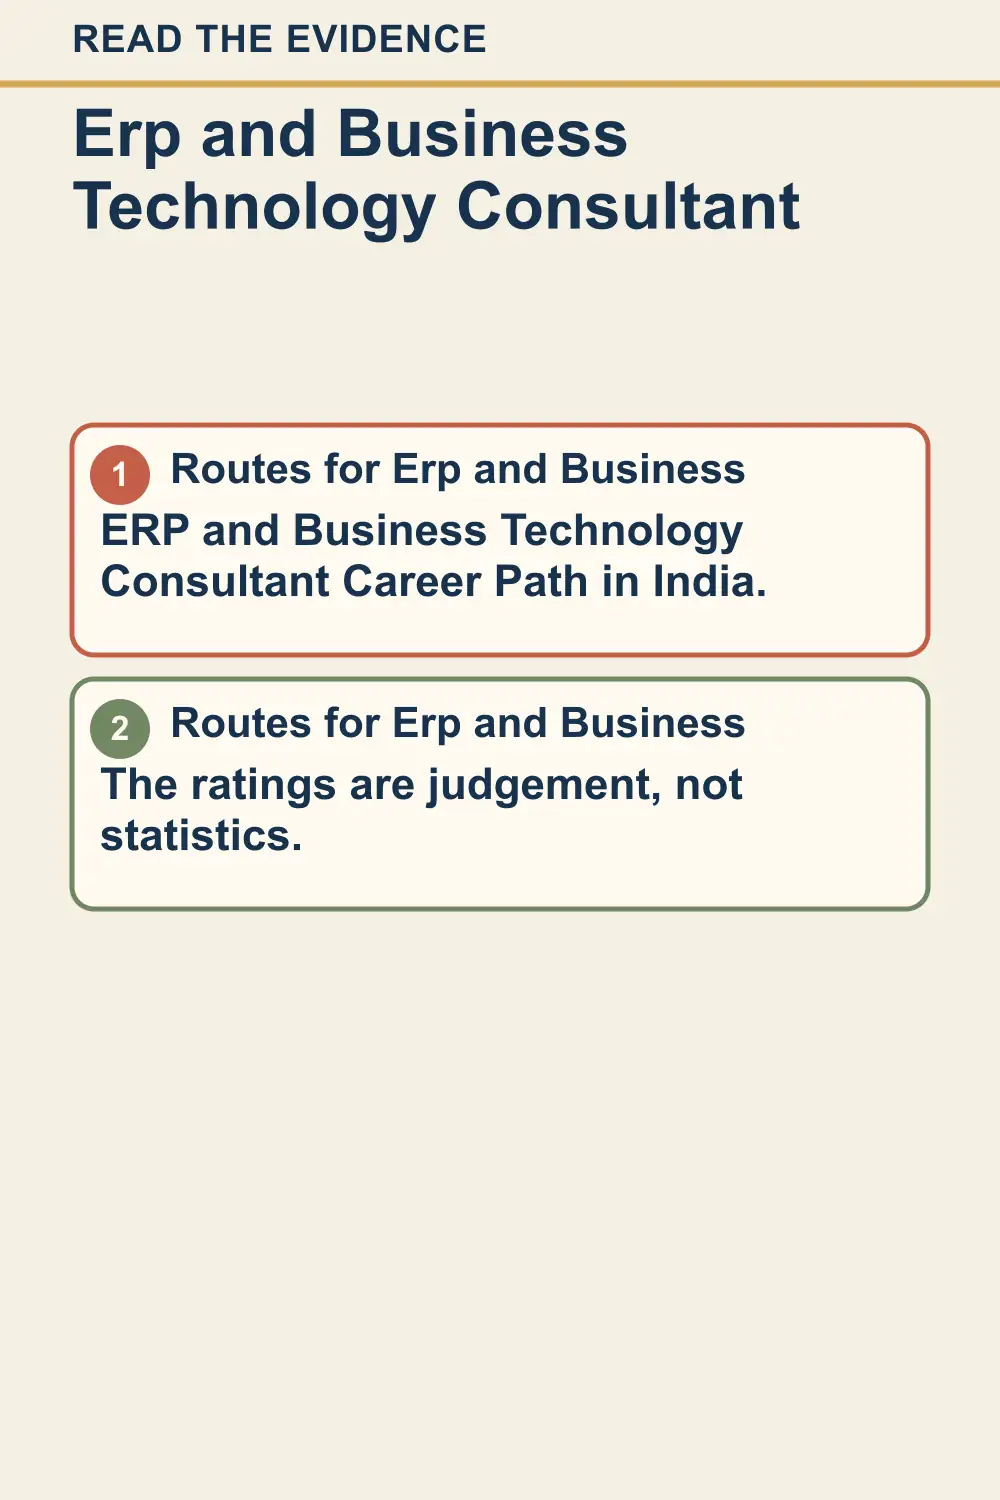 READ THE EVIDENCE
Erp and Business
Technology Consultant
1 Routes for Erp and Business
ERP and Business Technology
Consultant Career Path in India.
2 Routes for Erp and Business
The ratings are judgement, not
statistics.